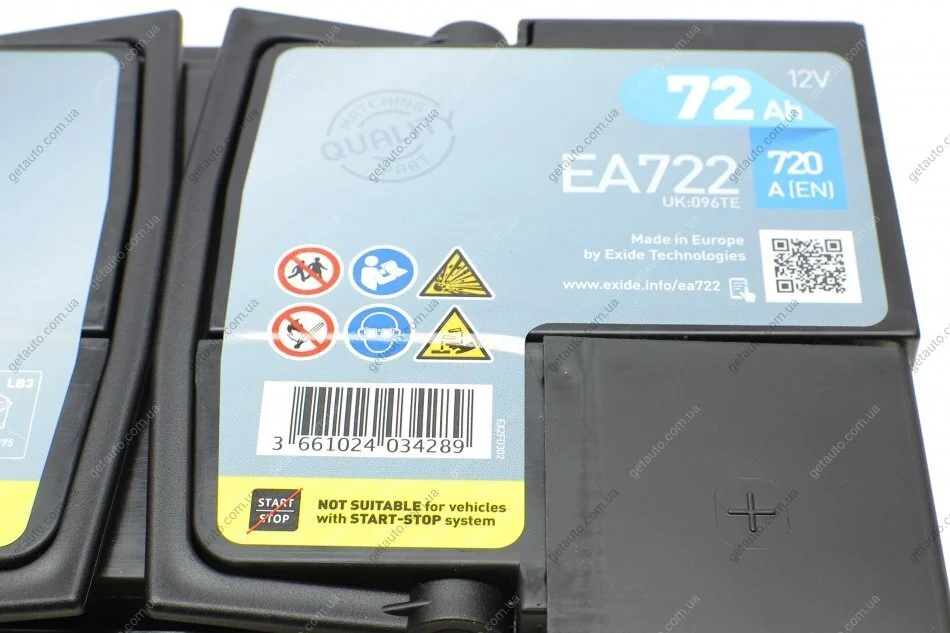 MATCHING
QUALITY
PART
72 Ah
12V
720
A (EN)
EA722
UK:096TE
Made in Europe
by Exide Technologies
www.exide.info/ea722
LB3
175
3 661024 034289
EX2FD302
START
STOP
NOT SUITABLE for vehicles
with START-STOP system
+
getauto.com.ua